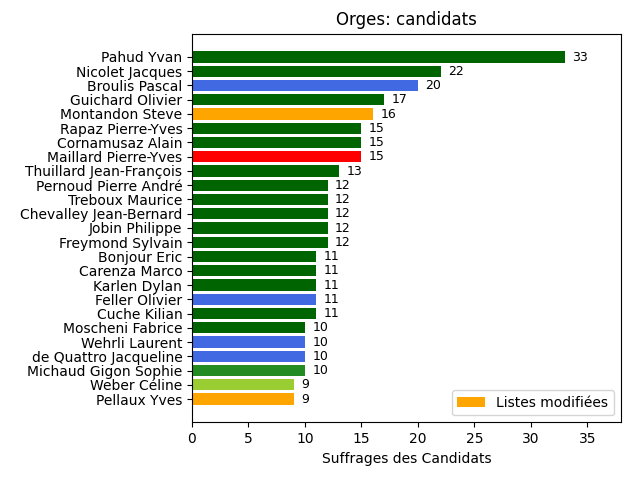 Orges: candidats
Pahud Yvan 33
Nicolet Jacques 22
Broulis Pascal 20
Guichard Olivier 17
Montandon Steve 16
Rapaz Pierre-Yves 15
Cornamusaz Alain 15
Maillard Pierre-Yves 15
Thuillard Jean-François 13
Pernoud Pierre André 12
Treboux Maurice 12
Chevalley Jean-Bernard 12
Jobin Philippe 12
Freymond Sylvain 12
Bonjour Eric 11
Carenza Marco 11
Karlen Dylan 11
Feller Olivier 11
Cuche Kilian 11
Moscheni Fabrice 10
Wehrli Laurent 10
de Quattro Jacqueline 10
Michaud Gigon Sophie 10
Weber Céline 9
Pellaux Yves 9
Listes modifiées
0 5 10 15 20 25 30 35
Suffrages des Candidats